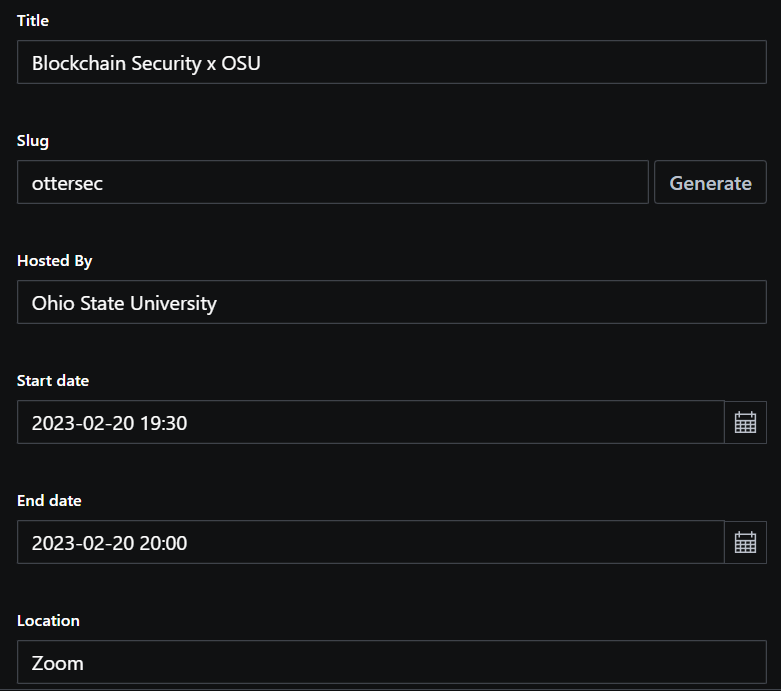 Title
Blockchain Security x OSU
Slug
ottersec
Generate
Hosted By
Ohio State University
Start date
2023-02-20 19:30
End date
2023-02-20 20:00
Location
Zoom